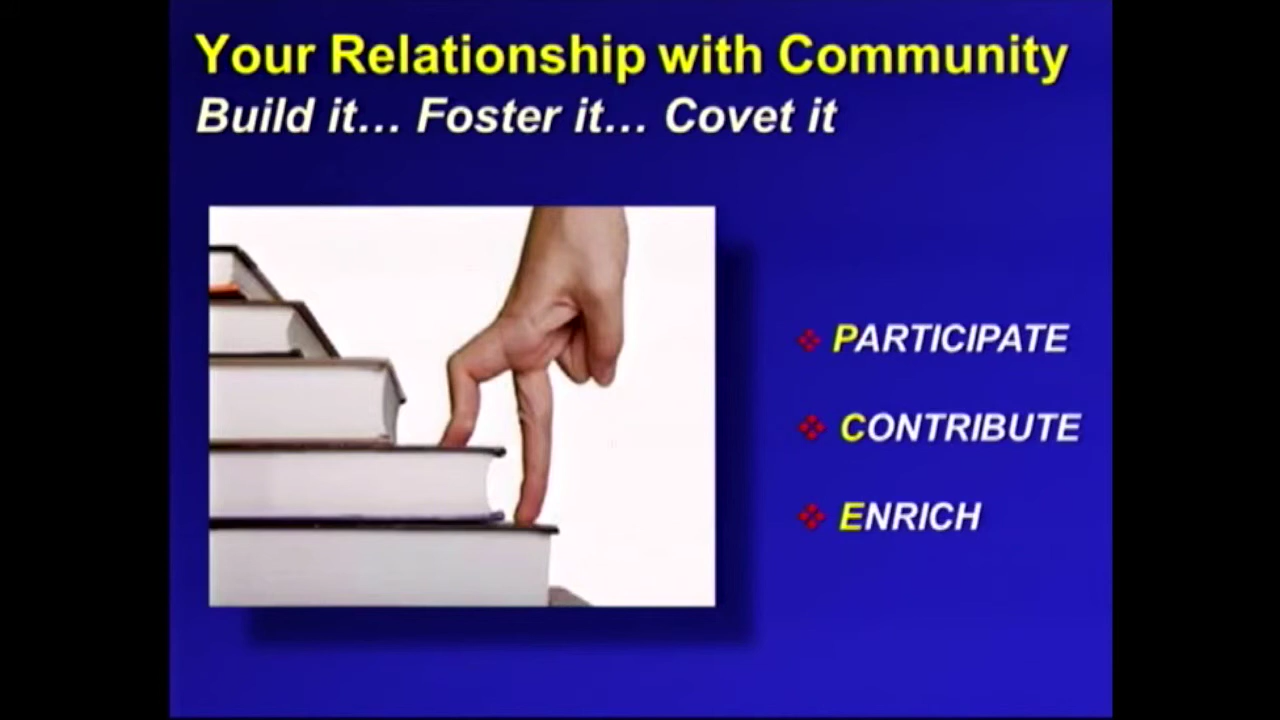 Your Relationship with Community
Build it... Foster it... Covet it
PARTICIPATE
CONTRIBUTE
ENRICH